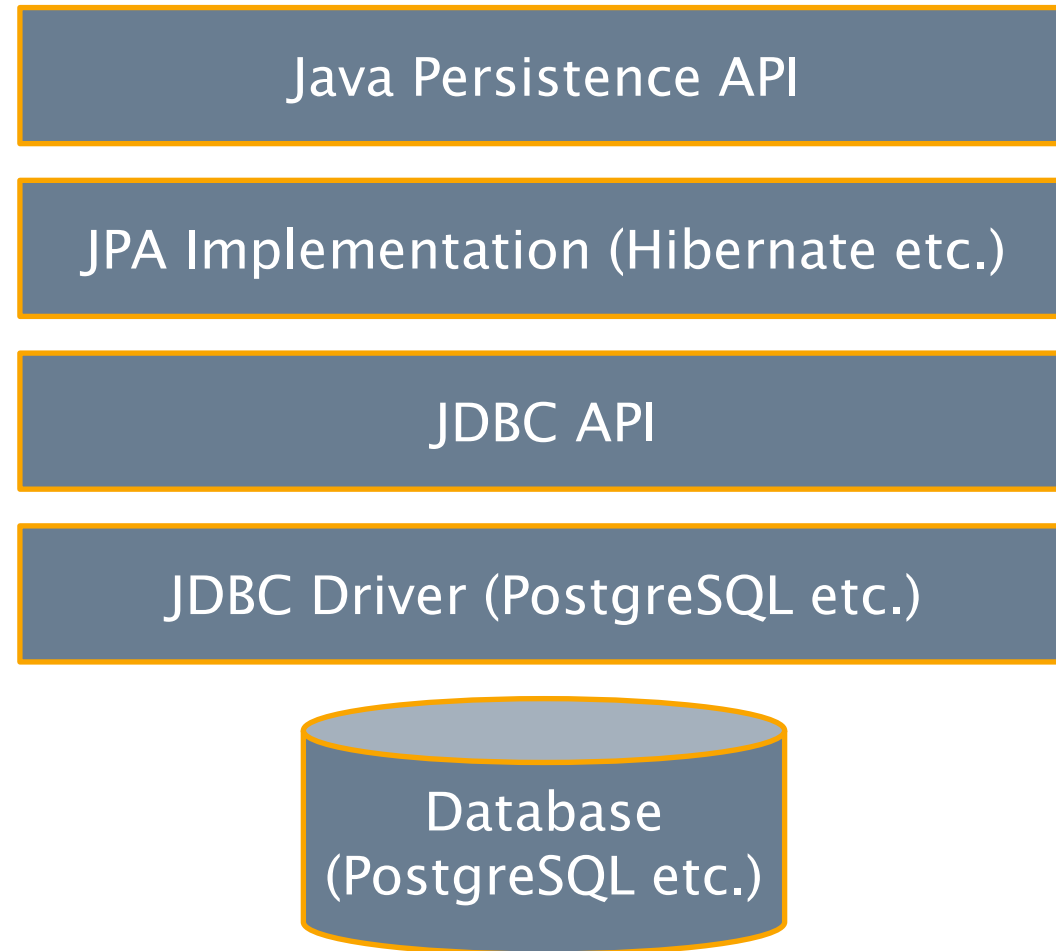 Java Persistence API
JPA Implementation (Hibernate etc.)
JDBC API
JDBC Driver (PostgreSQL etc.)
Database
(PostgreSQL etc.)